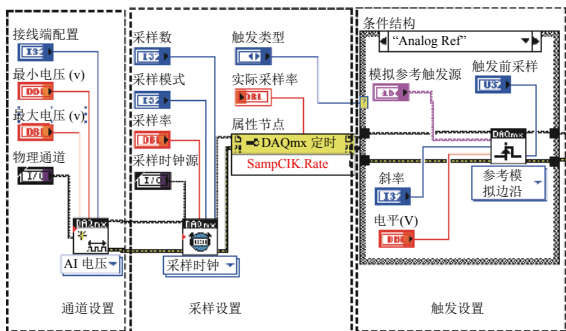 接线端配置
I32
最小电压 (v)
DBL
最大电压 (v)
DBL
物理通道
I/O
DAQmx
AI 电压
通道设置
采样数
I32
采样模式
I32
采样率
DBL
采样时钟源
I/O
DAQmx
采样时钟
触发类型
实际采样率
DBL
属性节点
DAQmx 定时
SampCIK.Rate
采样设置
条件结构
“Analog Ref”
模拟参考触发源
abc
触发前采样
U32
DAQmx
参考模
拟边沿
斜率
I32
电平(V)
DBL
触发设置